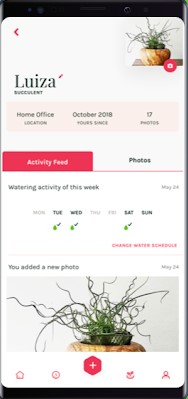 Luiza
SUCCULENT
Home Office October 2018 17
LOCATION YOURS SINCE PHOTOS
Activity Feed Photos
Watering activity of this week May 24
MON TUE WED THU FRI SAT SUN
CHANGE WATER SCHEDULE
You added a new photo May 24